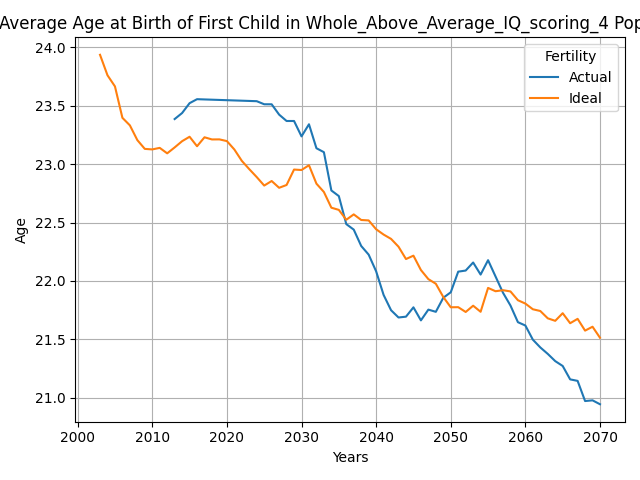 Average Age at Birth of First Child in Whole_Above_Average_IQ_scoring_4 Pop
Fertility
Actual
Ideal
24.0
23.5
23.0
22.5
22.0
21.5
21.0
Age
2000 2010 2020 2030 2040 2050 2060 2070
Years